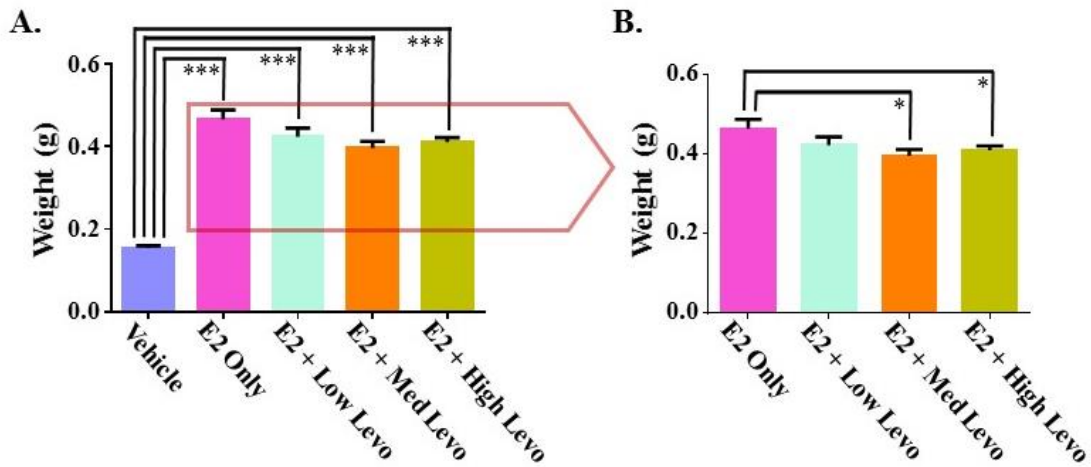 A.
Weight (g)
0.6
0.4
0.2
0.0
***
***
***
***
Vehicle
E2 Only
E2 + Low Levo
E2 + Med Levo
E2 + High Levo
B.
Weight (g)
0.6
0.4
0.2
0.0
*
*
E2 Only
E2 + Low Levo
E2 + Med Levo
E2 + High Levo